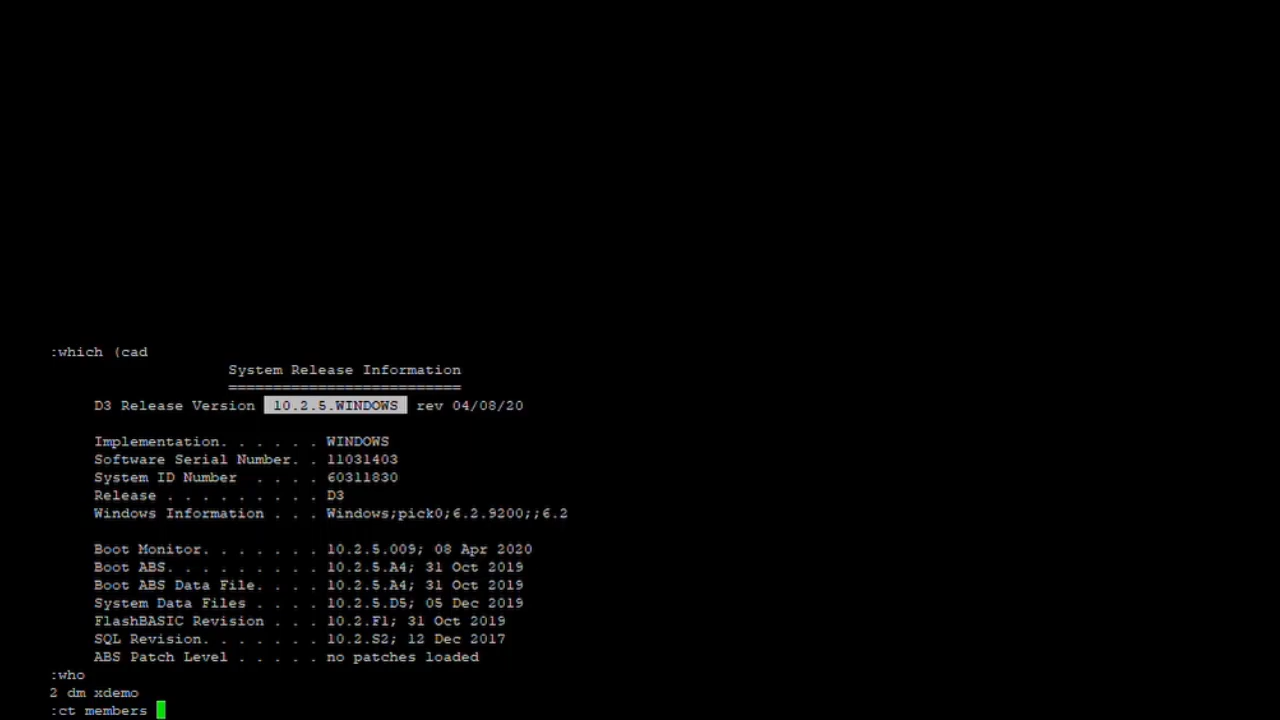 :which (cad
System Release Information
==========================
D3 Release Version 10.2.5.WINDOWS rev 04/08/20
Implementation. . . . . . WINDOWS
Software Serial Number. . 11031403
System ID Number  . . . . 60311830
Release . . . . . . . . . D3
Windows Information . . . Windows;pick0;6.2.9200;;6.2
Boot Monitor. . . . . . . 10.2.5.009; 08 Apr 2020
Boot ABS. . . . . . . . . 10.2.5.A4; 31 Oct 2019
Boot ABS Data File. . . . 10.2.5.A4; 31 Oct 2019
System Data Files . . . . 10.2.5.D5; 05 Dec 2019
FlashBASIC Revision . . . 10.2.F1; 31 Oct 2019
SQL Revision. . . . . . . 10.2.S2; 12 Dec 2017
ABS Patch Level . . . . . no patches loaded
:who
2 dm xdemo
:ct members